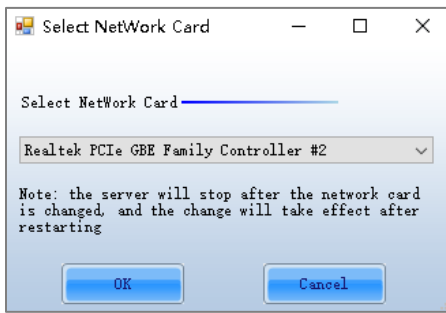 Select NetWork Card
Select NetWork Card
Realtek PCIe GBE Family Controller #2
Note: the server will stop after the network card
is changed, and the change will take effect after
restarting
OK Cancel